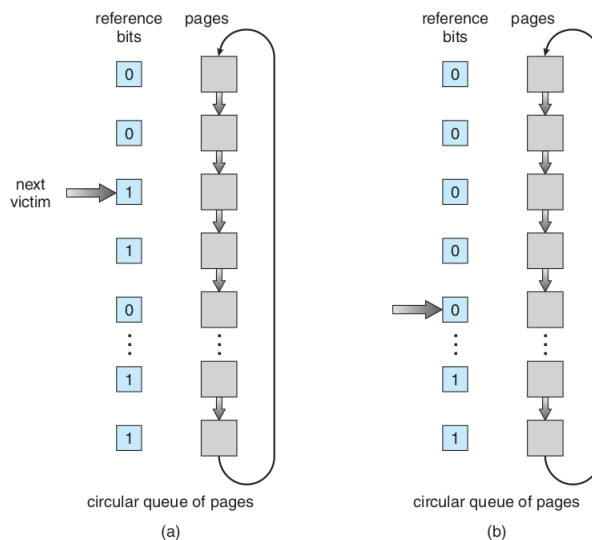 reference
bits
pages
0
0
next
victim
1
1
0
1
1
circular queue of pages
(a)
reference
bits
pages
0
0
0
0
0
1
1
circular queue of pages
(b)